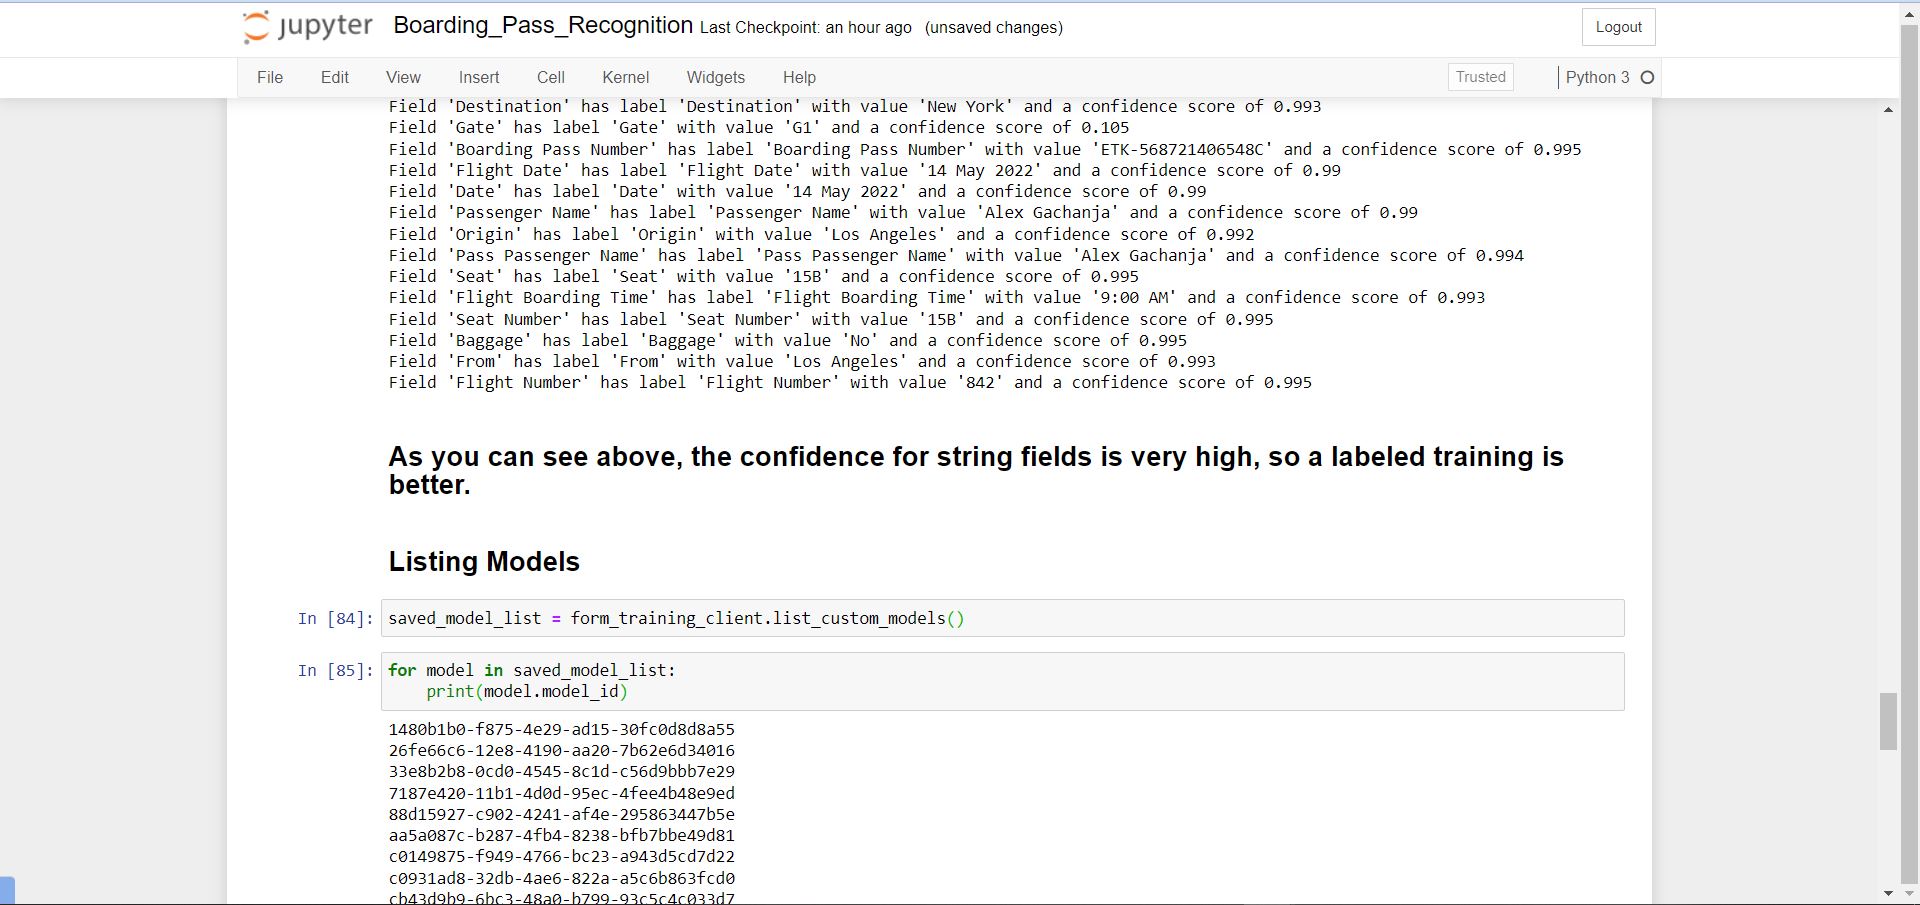 jupyter Boarding_Pass_Recognition Last Checkpoint: an hour ago (unsaved changes) Logout
File Edit View Insert Cell Kernel Widgets Help Trusted Python 3
Field 'Destination' has label 'Destination' with value 'New York' and a confidence score of 0.993
Field 'Gate' has label 'Gate' with value 'G1' and a confidence score of 0.105
Field 'Boarding Pass Number' has label 'Boarding Pass Number' with value 'ETK-568721406548C' and a confidence score of 0.995
Field 'Flight Date' has label 'Flight Date' with value '14 May 2022' and a confidence score of 0.99
Field 'Date' has label 'Date' with value '14 May 2022' and a confidence score of 0.99
Field 'Passenger Name' has label 'Passenger Name' with value 'Alex Gachanja' and a confidence score of 0.99
Field 'Origin' has label 'Origin' with value 'Los Angeles' and a confidence score of 0.992
Field 'Pass Passenger Name' has label 'Pass Passenger Name' with value 'Alex Gachanja' and a confidence score of 0.994
Field 'Seat' has label 'Seat' with value '15B' and a confidence score of 0.995
Field 'Flight Boarding Time' has label 'Flight Boarding Time' with value '9:00 AM' and a confidence score of 0.993
Field 'Seat Number' has label 'Seat Number' with value '15B' and a confidence score of 0.995
Field 'Baggage' has label 'Baggage' with value 'No' and a confidence score of 0.995
Field 'From' has label 'From' with value 'Los Angeles' and a confidence score of 0.993
Field 'Flight Number' has label 'Flight Number' with value '842' and a confidence score of 0.995
As you can see above, the confidence for string fields is very high, so a labeled training is
better.
Listing Models
In [84]: saved_model_list = form_training_client.list_custom_models()
In [85]: for model in saved_model_list:
print(model.model_id)
1480b1b0-f875-4e29-ad15-30fc0d8d8a55
26fe66c6-12e8-4190-aa20-7b62e6d34016
33e8b2b8-0cd0-4545-8c1d-c56d9bbb7e29
7187e420-11b1-4d0d-95ec-4fee4b48e9ed
88d15927-c902-4241-af4e-295863447b5e
aa5a087c-b287-4fb4-8238-bfb7bbe49d81
c0149875-f949-4766-bc23-a943d5cd7d22
c0931ad8-32db-4ae6-822a-a5c6b863fcd0
cb43d9b9-6bc3-48a0-b799-93c5c4c033d7